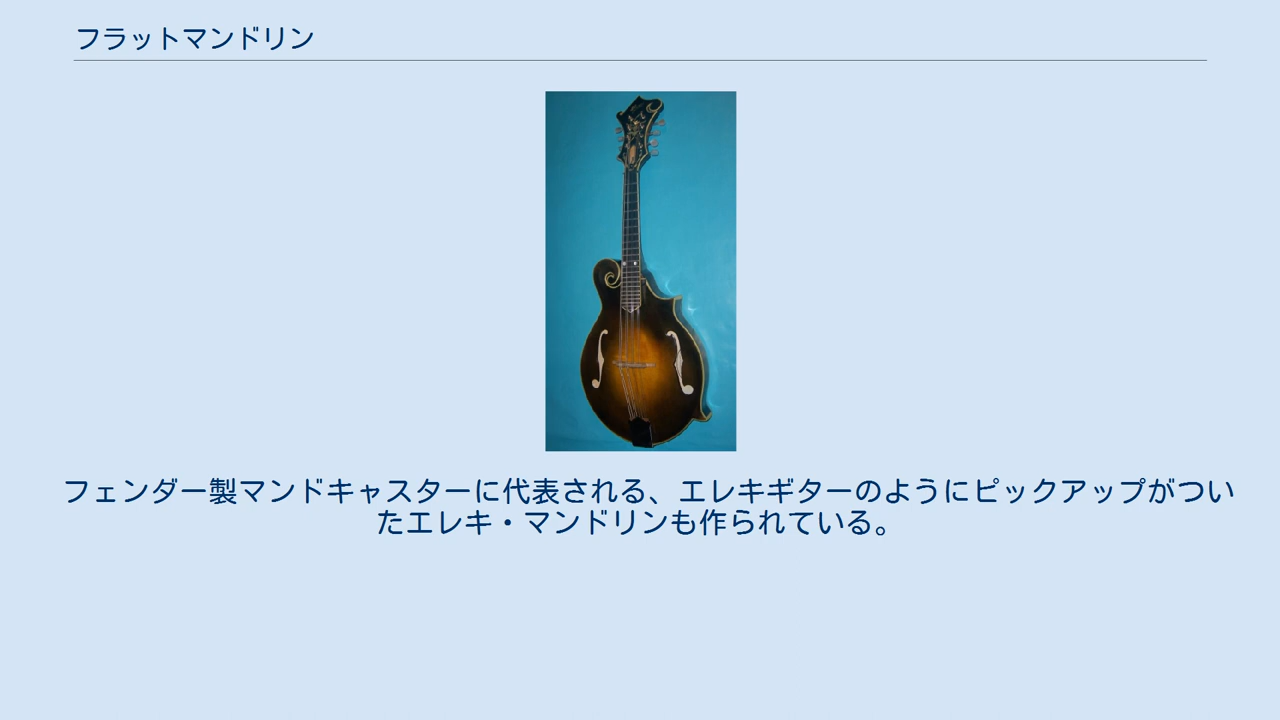 フラットマンドリン
フェンダー製マンドキャスターに代表される、エレキギターのようにピックアップがつい
たエレキ・マンドリンも作られている。